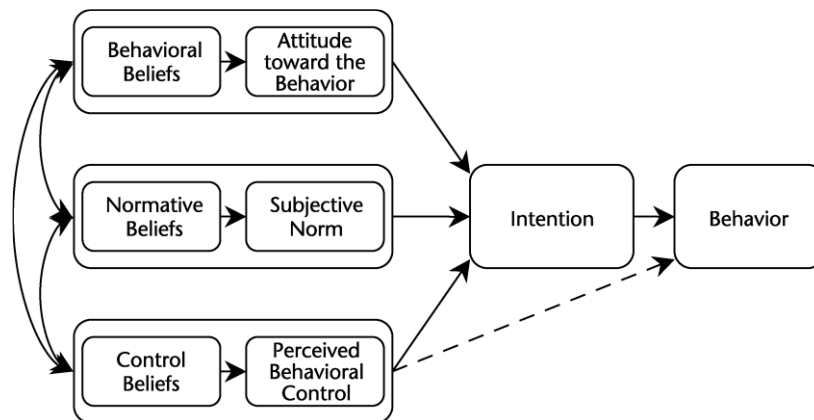 Behavioral
Beliefs
Attitude
toward the
Behavior
Normative
Beliefs
Subjective
Norm
Intention
Behavior
Control
Beliefs
Perceived
Behavioral
Control